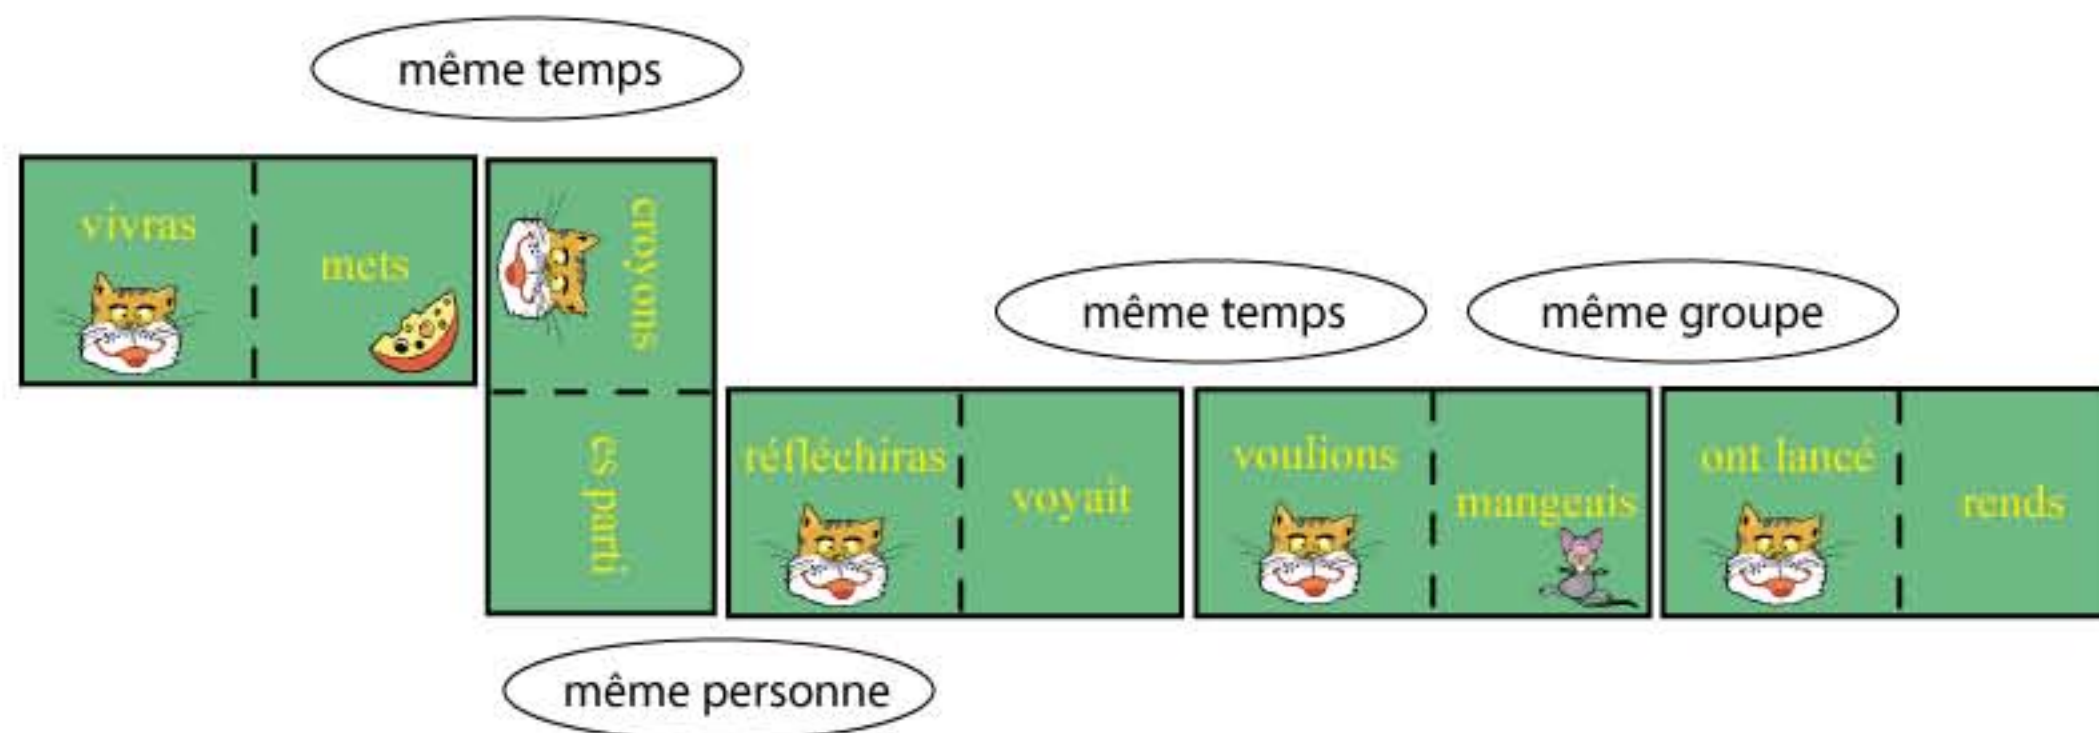 même temps
vivras
mets
croyons
es parti
même temps
même groupe
réfléchiras
voyait
voulions
mangeais
ont lancé
rends
même personne